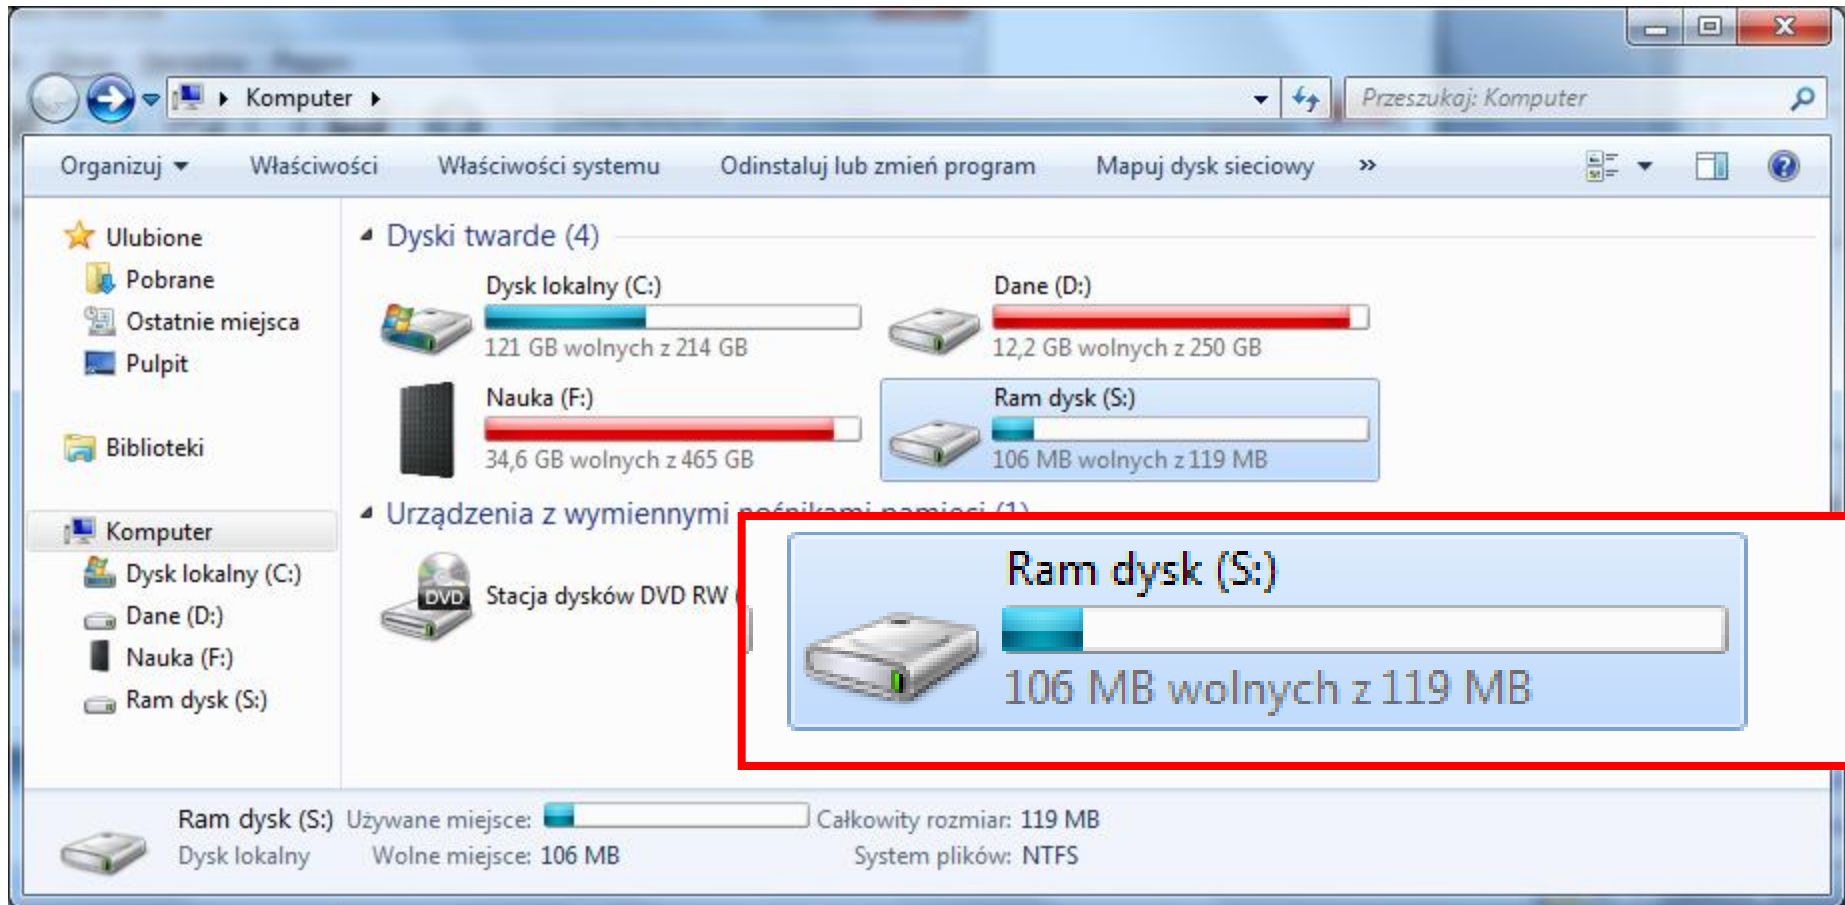 Komputer
Przeszukaj: Komputer
Organizuj
Właściwości
Właściwości systemu
Odinstaluj lub zmień program
Mapuj dysk sieciowy
»
Ulubione
Pobrane
Ostatnie miejsca
Pulpit
Biblioteki
Komputer
Dysk lokalny (C:)
Dane (D:)
Nauka (F:)
Ram dysk (S:)
Dyski twarde (4)
Dysk lokalny (C:)
121 GB wolnych z 214 GB
Dane (D:)
12,2 GB wolnych z 250 GB
Nauka (F:)
34,6 GB wolnych z 465 GB
Ram dysk (S:)
106 MB wolnych z 119 MB
Urządzenia z wymiennymi nośnikami pamięci (1)
DVD
Stacja dysków DVD RW (
Ram dysk (S:)
106 MB wolnych z 119 MB
Ram dysk (S:)
Dysk lokalny
Używane miejsce:
Wolne miejsce: 106 MB
Całkowity rozmiar: 119 MB
System plików: NTFS